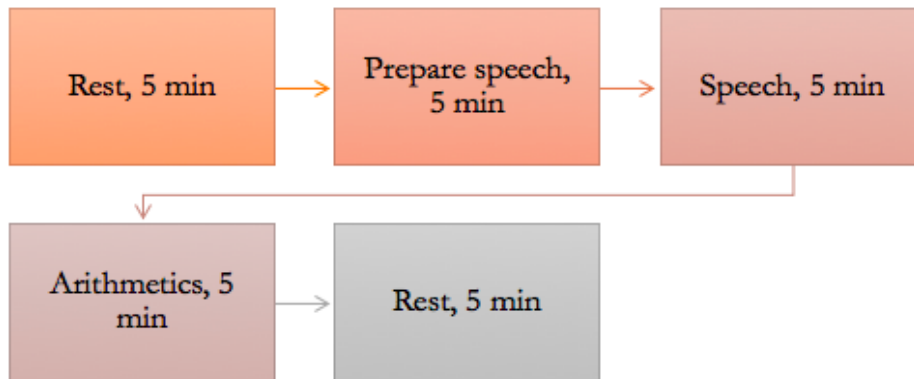 Rest, 5 min
Prepare speech,
5 min
Speech, 5 min
Arithmetics, 5
min
Rest, 5 min